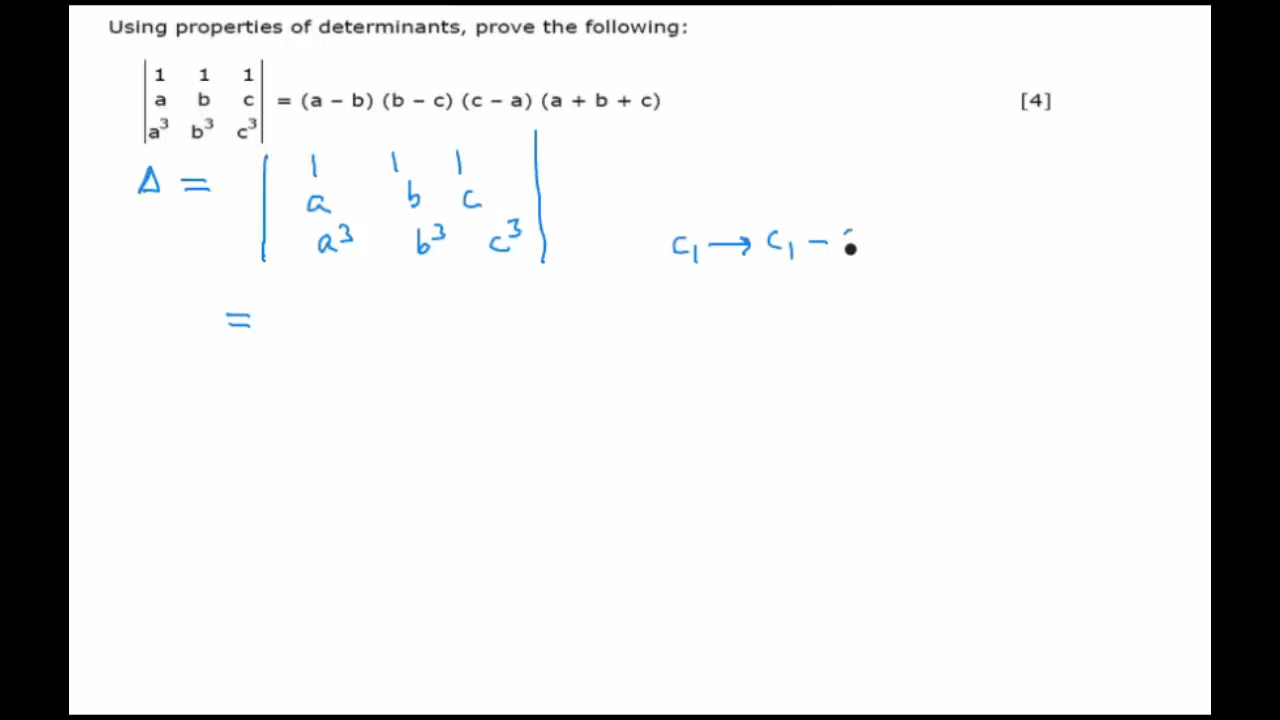 Using properties of determinants, prove the following:
1 1 1
a b c = (a – b) (b – c) (c – a) (a + b + c) [4]
a³ b³ c³
Δ = | 1 1 1 |
a b c
a³ b³ c³ C₁ → C₁ –
=